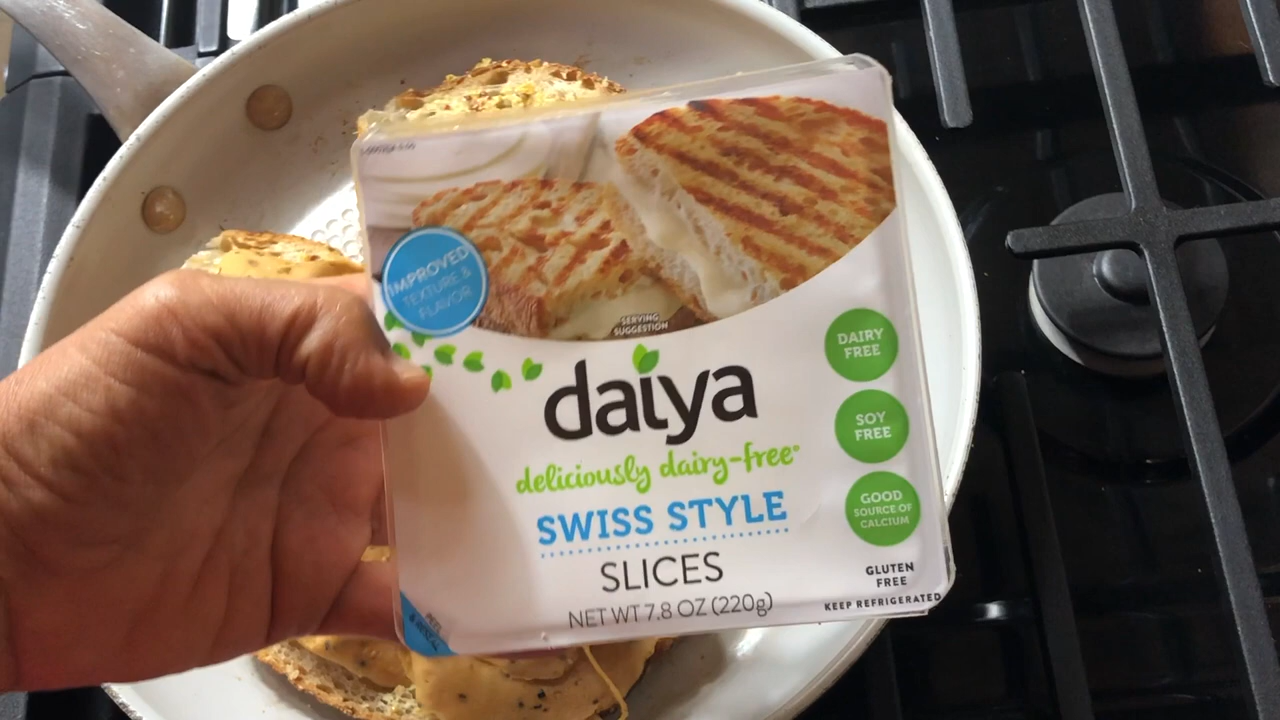 IMPROVED
TEXTURE &
FLAVOR
SERVING
SUGGESTION
daiya
deliciously dairy-free
SWISS STYLE
SLICES
NET WT 7.8 OZ (220g)
DAIRY
FREE
SOY
FREE
GOOD
SOURCE OF
CALCIUM
GLUTEN
FREE
KEEP REFRIGERATED